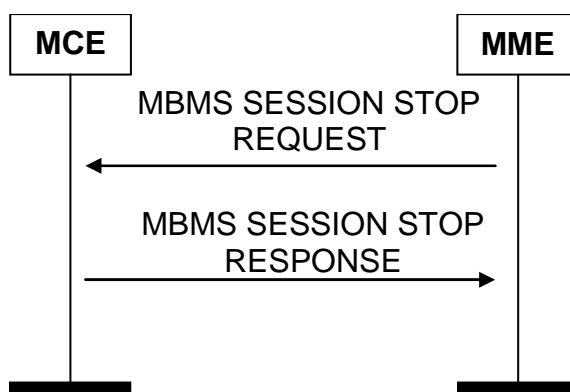 MCE
MME
MBMS SESSION STOP
REQUEST
MBMS SESSION STOP
RESPONSE